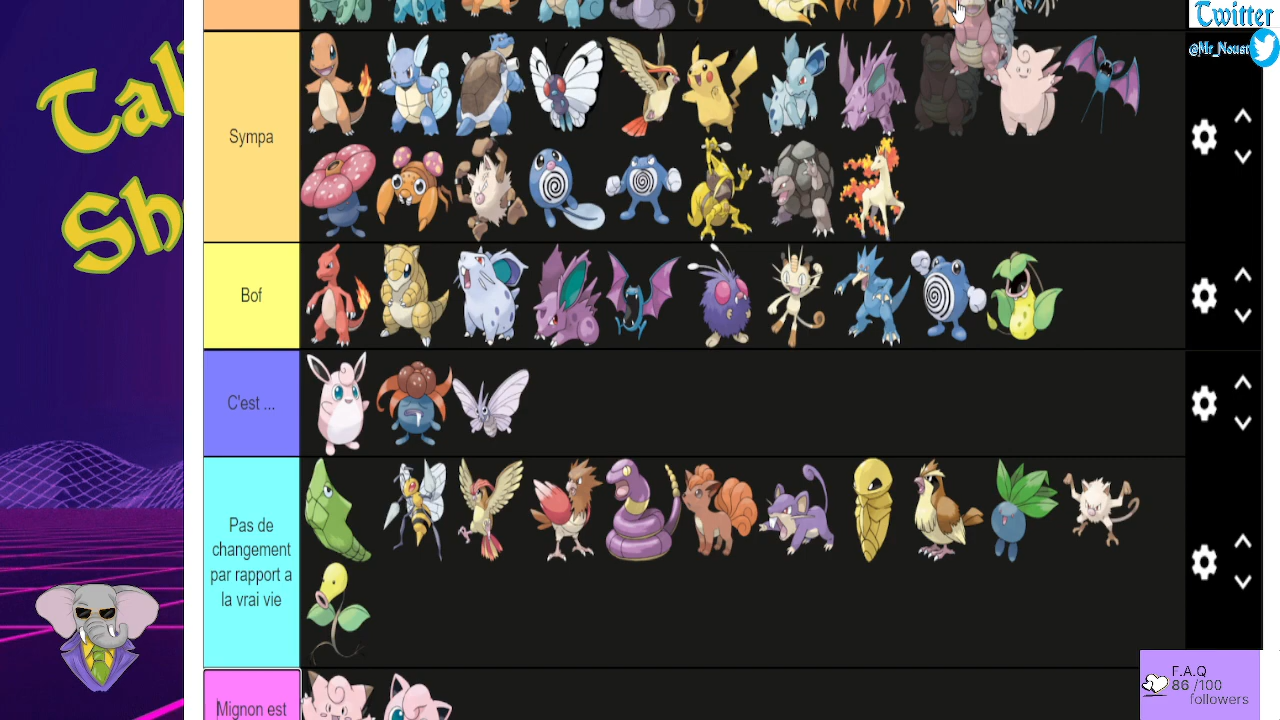 Twitter
@Mr_Nous
Sympa
Bof
C'est ...
Pas de
changement
par rapport a
la vrai vie
Mignon est
F.A.Q
86 /100
followers